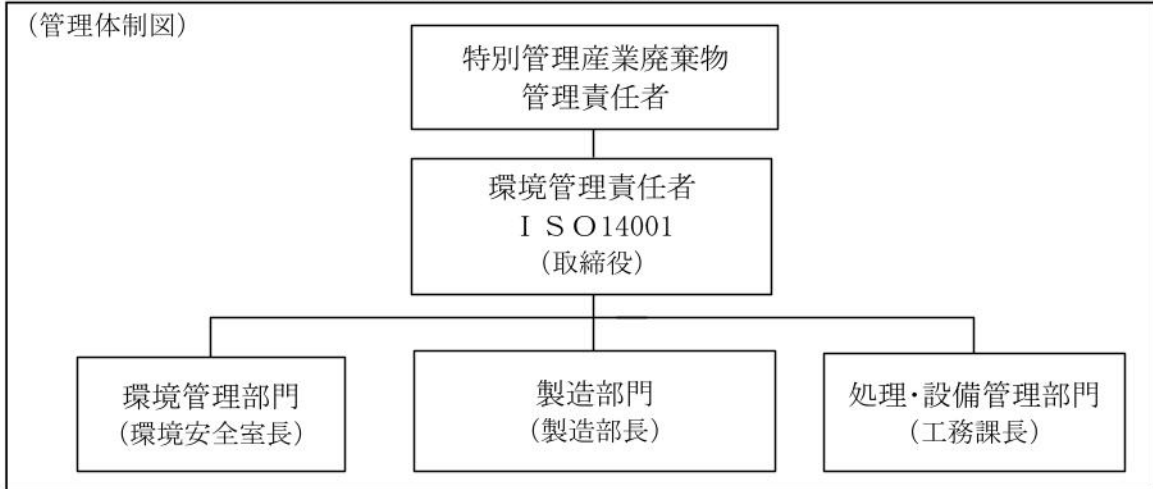 (管理体制図)
特別管理産業廃棄物
管理責任者
環境管理責任者
ＩＳＯ14001
(取締役)
環境管理部門
(環境安全室長)
製造部門
(製造部長)
処理・設備管理部門
(工務課長)